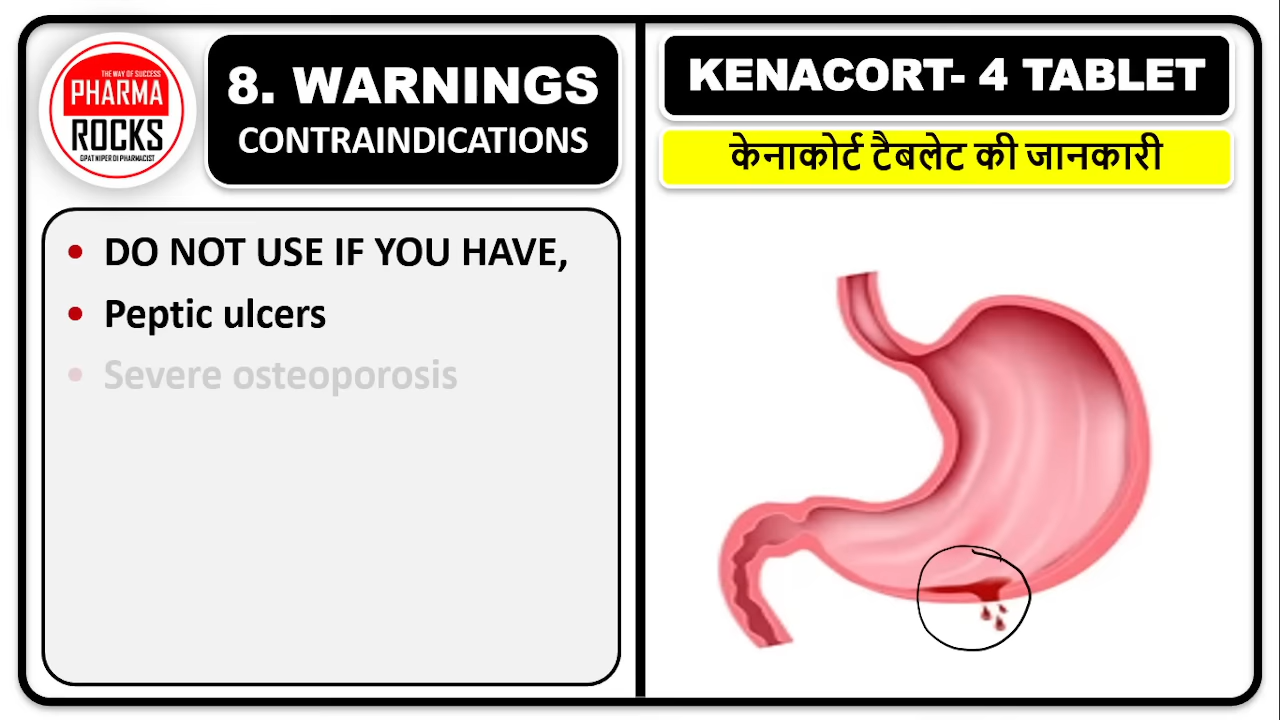 THE WAY OF SUCCESS
PHARMA
ROCKS
GPAT NIPER DI PHARMACIST
8. WARNINGS
CONTRAINDICATIONS
• DO NOT USE IF YOU HAVE,
• Peptic ulcers
• Severe osteoporosis
KENACORT- 4 TABLET
केनाकोर्ट टैबलेट की जानकारी